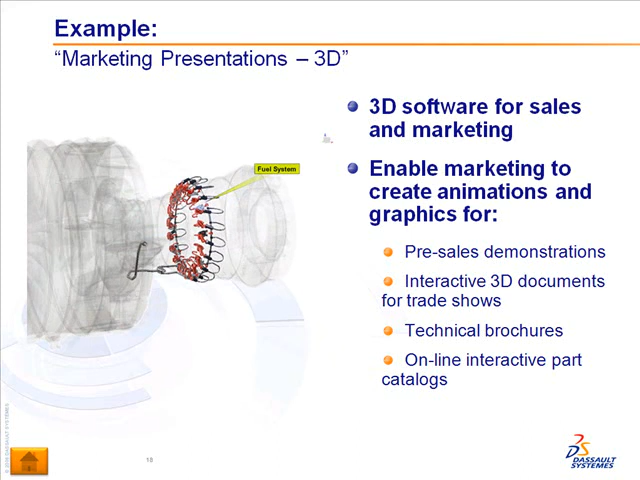 Example:
“Marketing Presentations – 3D”
3D software for sales
and marketing
Enable marketing to
create animations and
graphics for:
Pre-sales demonstrations
Interactive 3D documents
for trade shows
Technical brochures
On-line interactive part
catalogs
Fuel System
18
DASSAULT
SYSTEMES